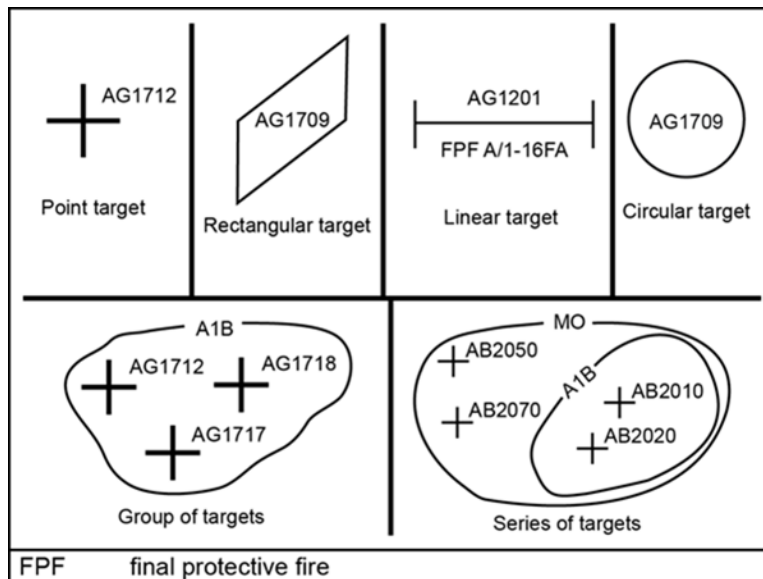 AG1712
Point target
AG1709
Rectangular target
AG1201
FPF A/1-16FA
Linear target
AG1709
Circular target
A1B
AG1712
AG1718
AG1717
Group of targets
MO
AB2050
A1B
AB2070
AB2010
AB2020
Series of targets
FPF final protective fire